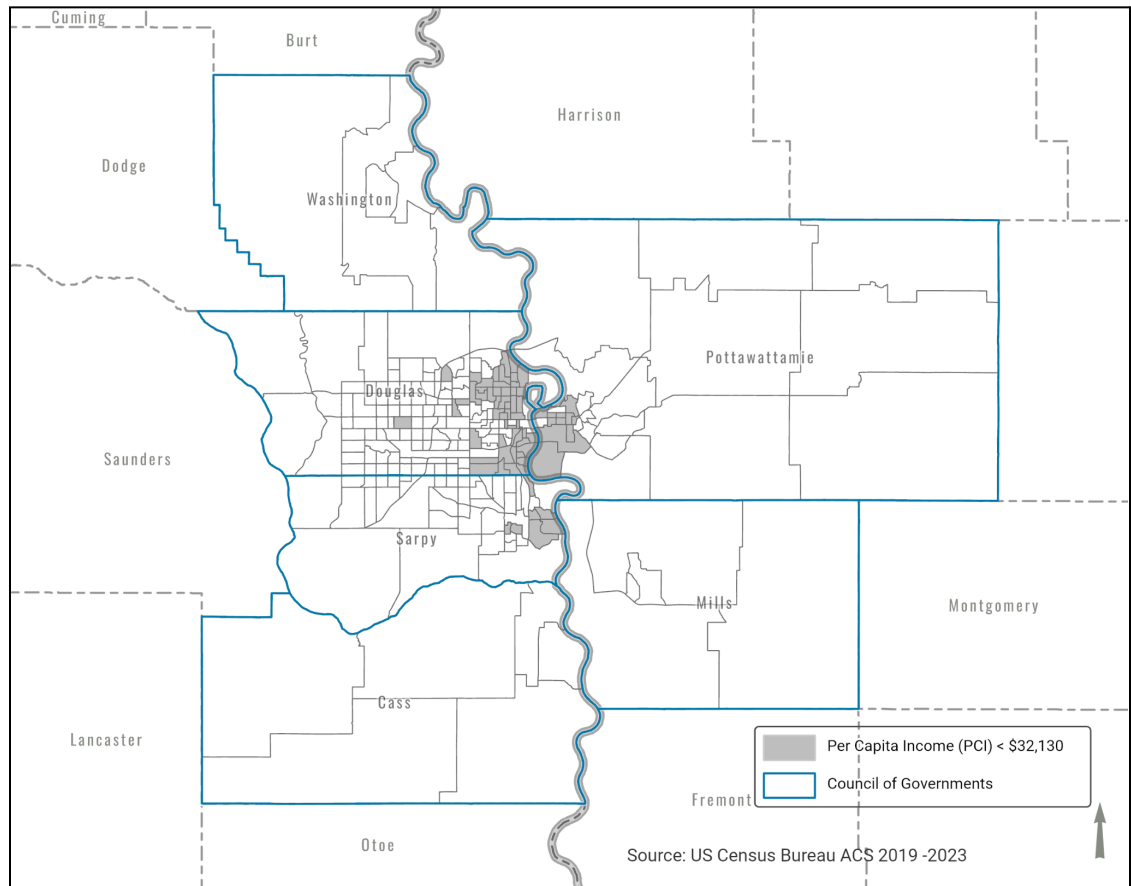 Cuming
Burt
Harrison
Dodge
Washington
Pottawattamie
Douglas
Saunders
Sarpy
Mills
Montgomery
Cass
Lancaster
Per Capita Income (PCI) < $32,130
Council of Governments
Fremont
Otoe
Source: US Census Bureau ACS 2019 -2023